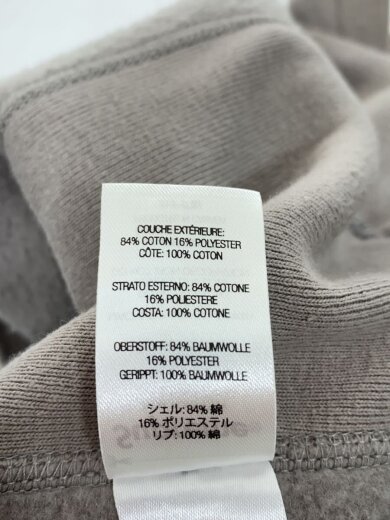 COUCHE EXTÉRIEURE:
84% COTON 16% POLYESTER
CÔTE: 100% COTON
STRATO ESTERNO: 84% COTONE
16% POLIESTERE
COSTA: 100% COTONE
OBERSTOFF: 84% BAUMWOLLE
16% POLYESTER
GERIPPT: 100% BAUMWOLLE
シェル: 84% 綿
16% ポリエステル
リブ: 100% 綿